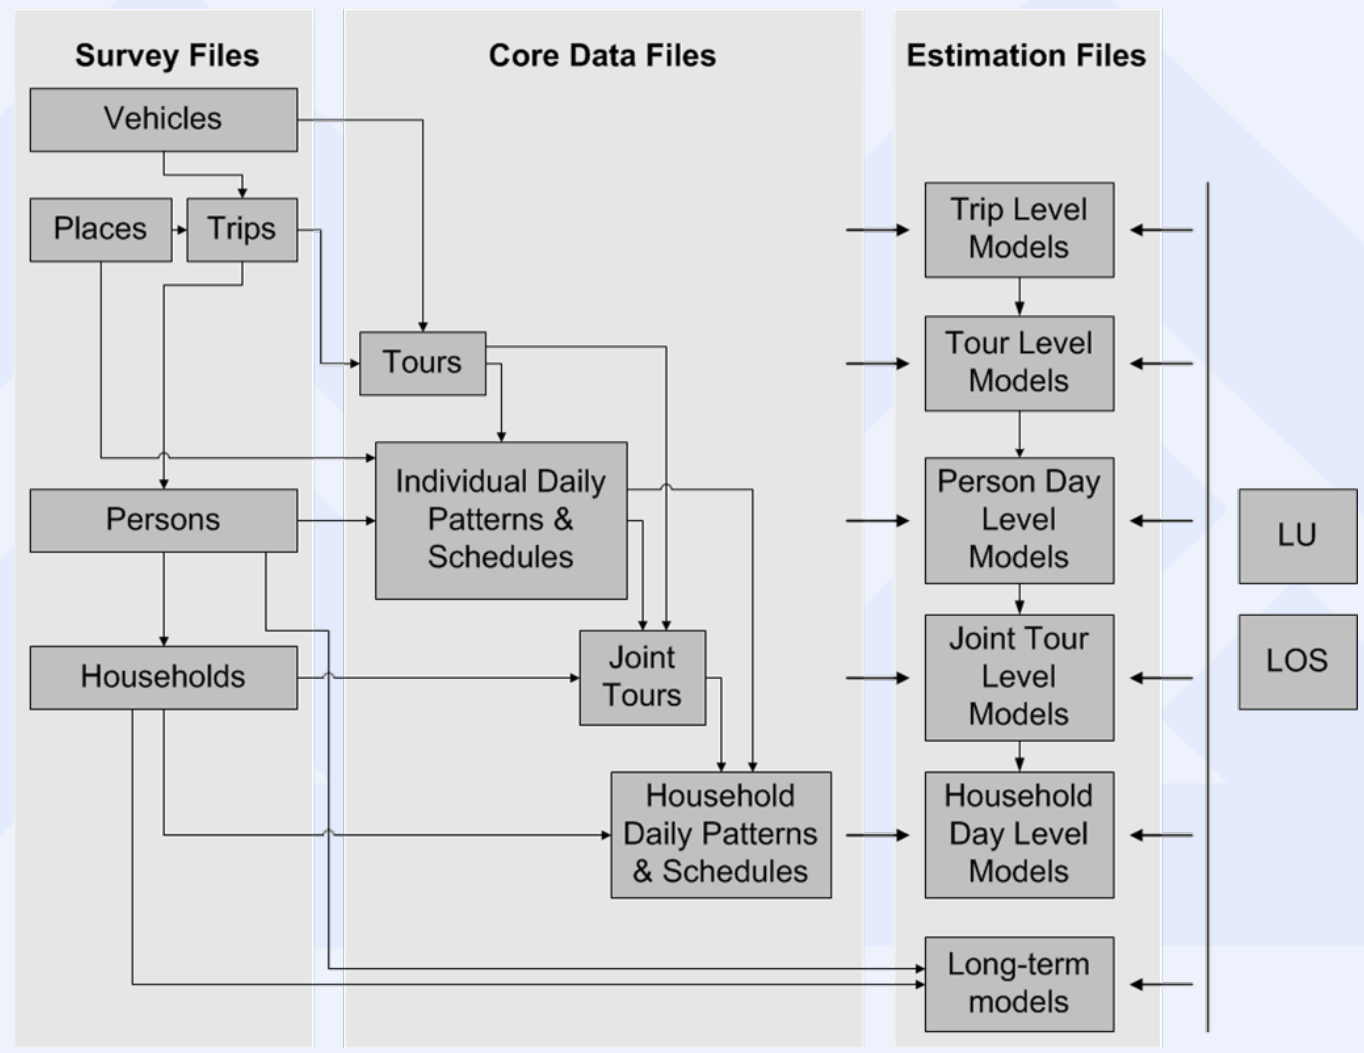 Survey Files
Core Data Files
Estimation Files
Vehicles
Places
Trips
Persons
Households
Tours
Individual Daily
Patterns &
Schedules
Joint
Tours
Household
Daily Patterns
& Schedules
Trip Level
Models
Tour Level
Models
Person Day
Level
Models
Joint Tour
Level
Models
Household
Day Level
Models
Long-term
models
LU
LOS